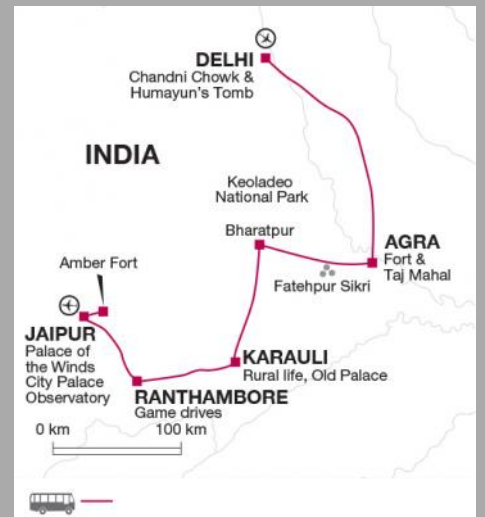 DELHI
Chandni Chowk &
Humayun's Tomb
INDIA
Keoladeo
National Park
Bharatpur
AGRA
Fort &
Taj Mahal
Fatehpur Sikri
Amber Fort
JAIPUR
Palace of
the Winds
City Palace
Observatory
KARAULI
Rural life, Old Palace
RANTHAMBORE
Game drives
0 km 100 km